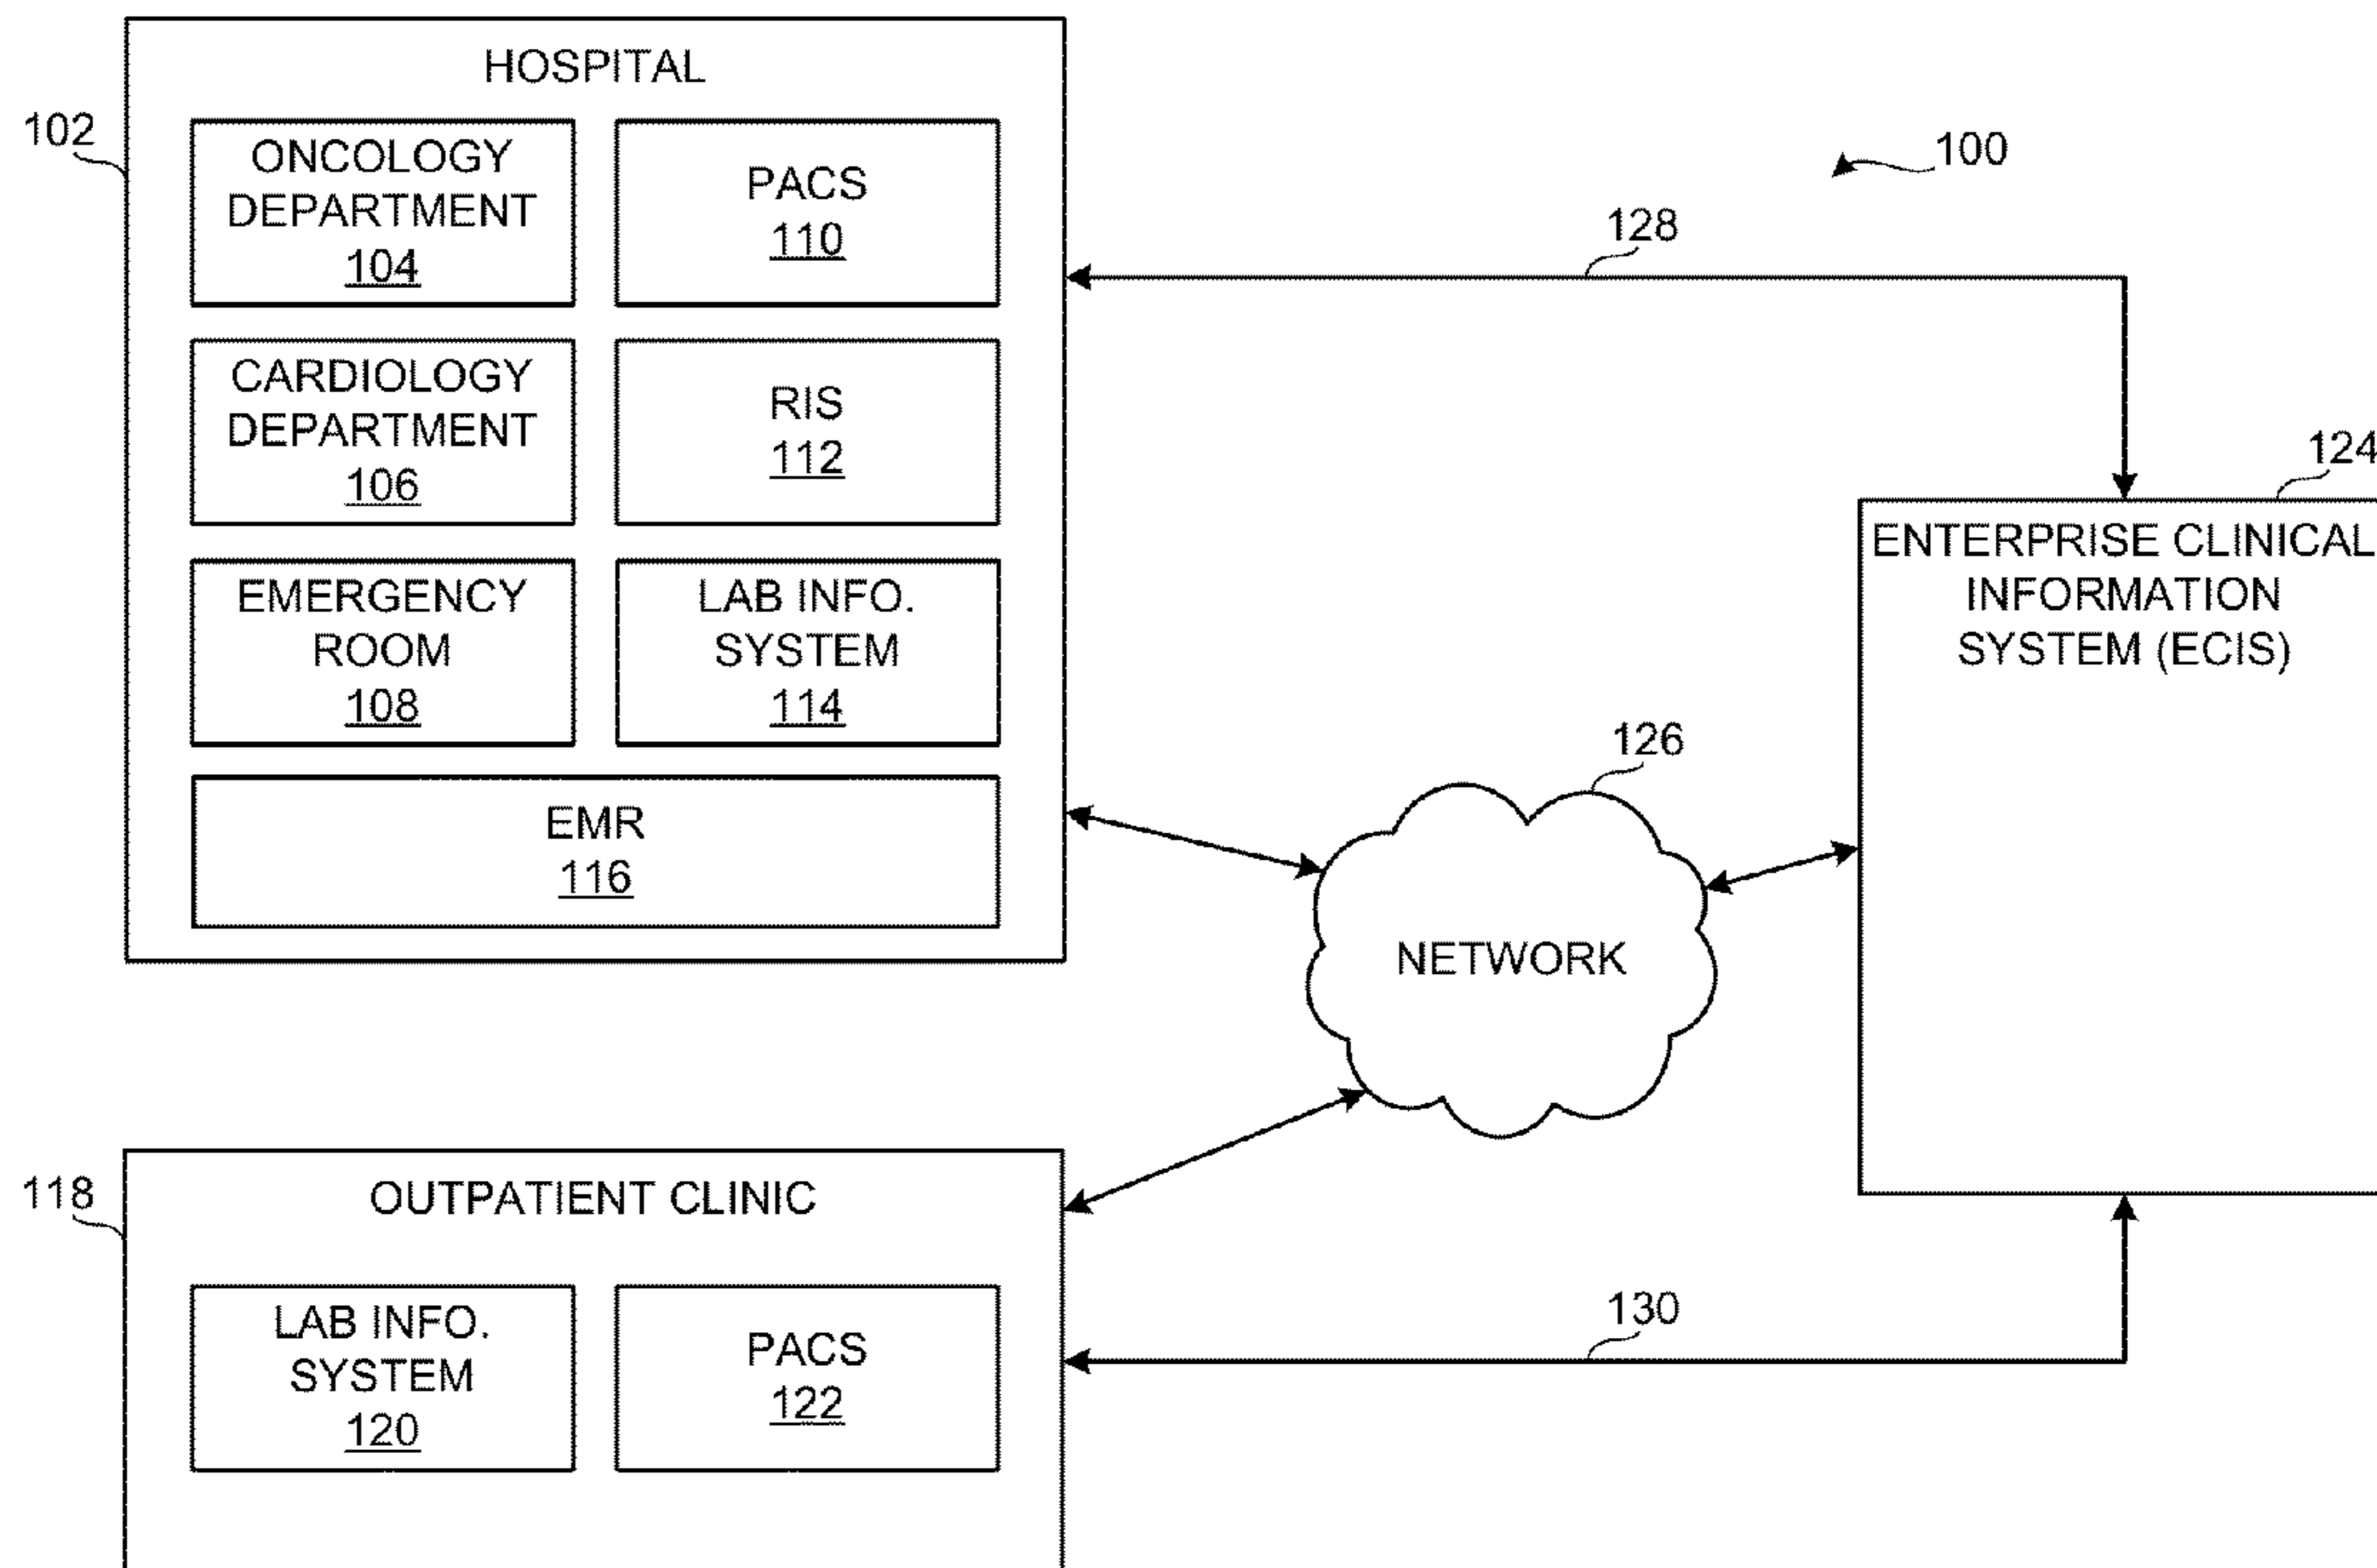 HOSPITAL
102
ONCOLOGY
DEPARTMENT
104
PACS
110
CARDIOLOGY
DEPARTMENT
106
RIS
112
EMERGENCY
ROOM
108
LAB INFO.
SYSTEM
114
EMR
116
100
128
124
ENTERPRISE CLINICAL
INFORMATION
SYSTEM (ECIS)
126
NETWORK
118
OUTPATIENT CLINIC
LAB INFO.
SYSTEM
120
PACS
122
130